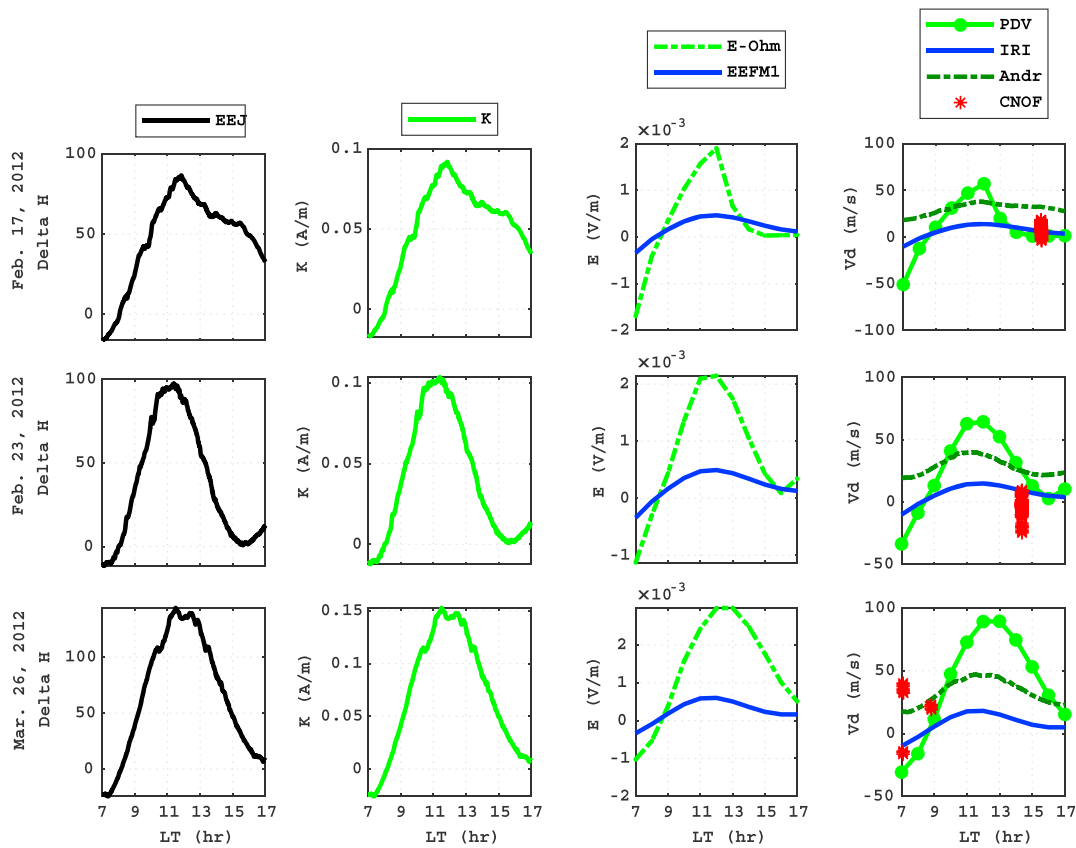 PDV
IRI
Andr
CNOF
E-Ohm
EEFM1
EEJ
K
Feb. 17, 2012
Delta H
100
50
0
K (A/m)
0.1
0.05
0
×10-3
E (V/m)
2
1
0
-1
-2
Vd (m/s)
100
50
0
-50
-100
Feb. 23, 2012
Delta H
100
50
0
K (A/m)
0.1
0.05
0
×10-3
E (V/m)
2
1
0
-1
Vd (m/s)
100
50
0
-50
Mar. 26, 2012
Delta H
100
50
0
K (A/m)
0.15
0.1
0.05
0
×10-3
E (V/m)
2
1
0
-1
-2
Vd (m/s)
100
50
0
-50
7 9 11 13 15 17
LT (hr)
7 9 11 13 15 17
LT (hr)
7 9 11 13 15 17
LT (hr)
7 9 11 13 15 17
LT (hr)